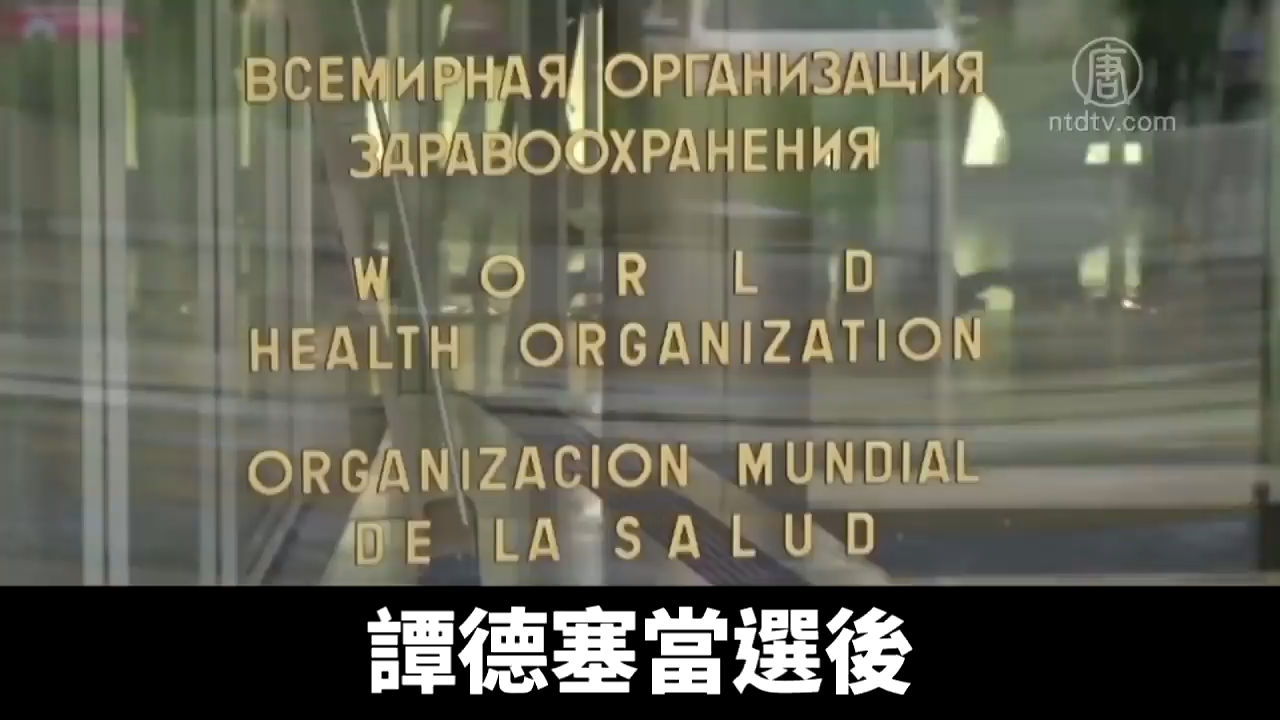 ВСЕМИРНАЯ ОРГАНИЗАЦИЯ
ЗДРАВООХРАНЕНИЯ
唐
ntdtv.com
WORLD
HEALTH ORGANIZATION
ORGANIZACION MUNDIAL
DE LA SALUD
譚德塞當選後